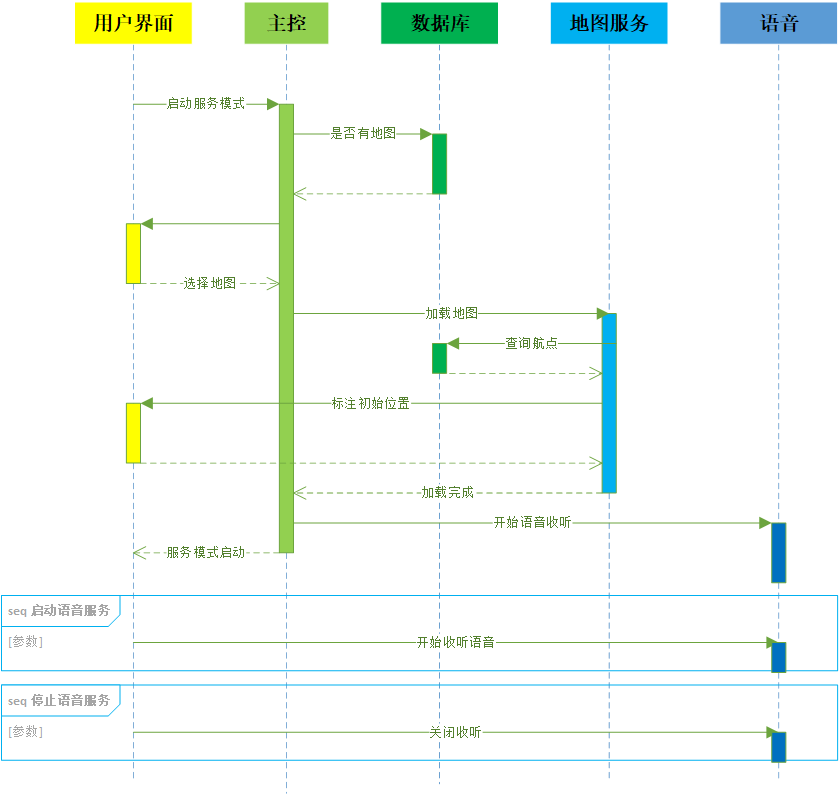 用户界面
主控
数据库
地图服务
语音
启动服务模式
是否有地图
选择地图
加载地图
查询航点
标注初始位置
加载完成
开始语音收听
服务模式启动
seq 启动语音服务
[参数]
开始收听语音
seq 停止语音服务
[参数]
关闭收听